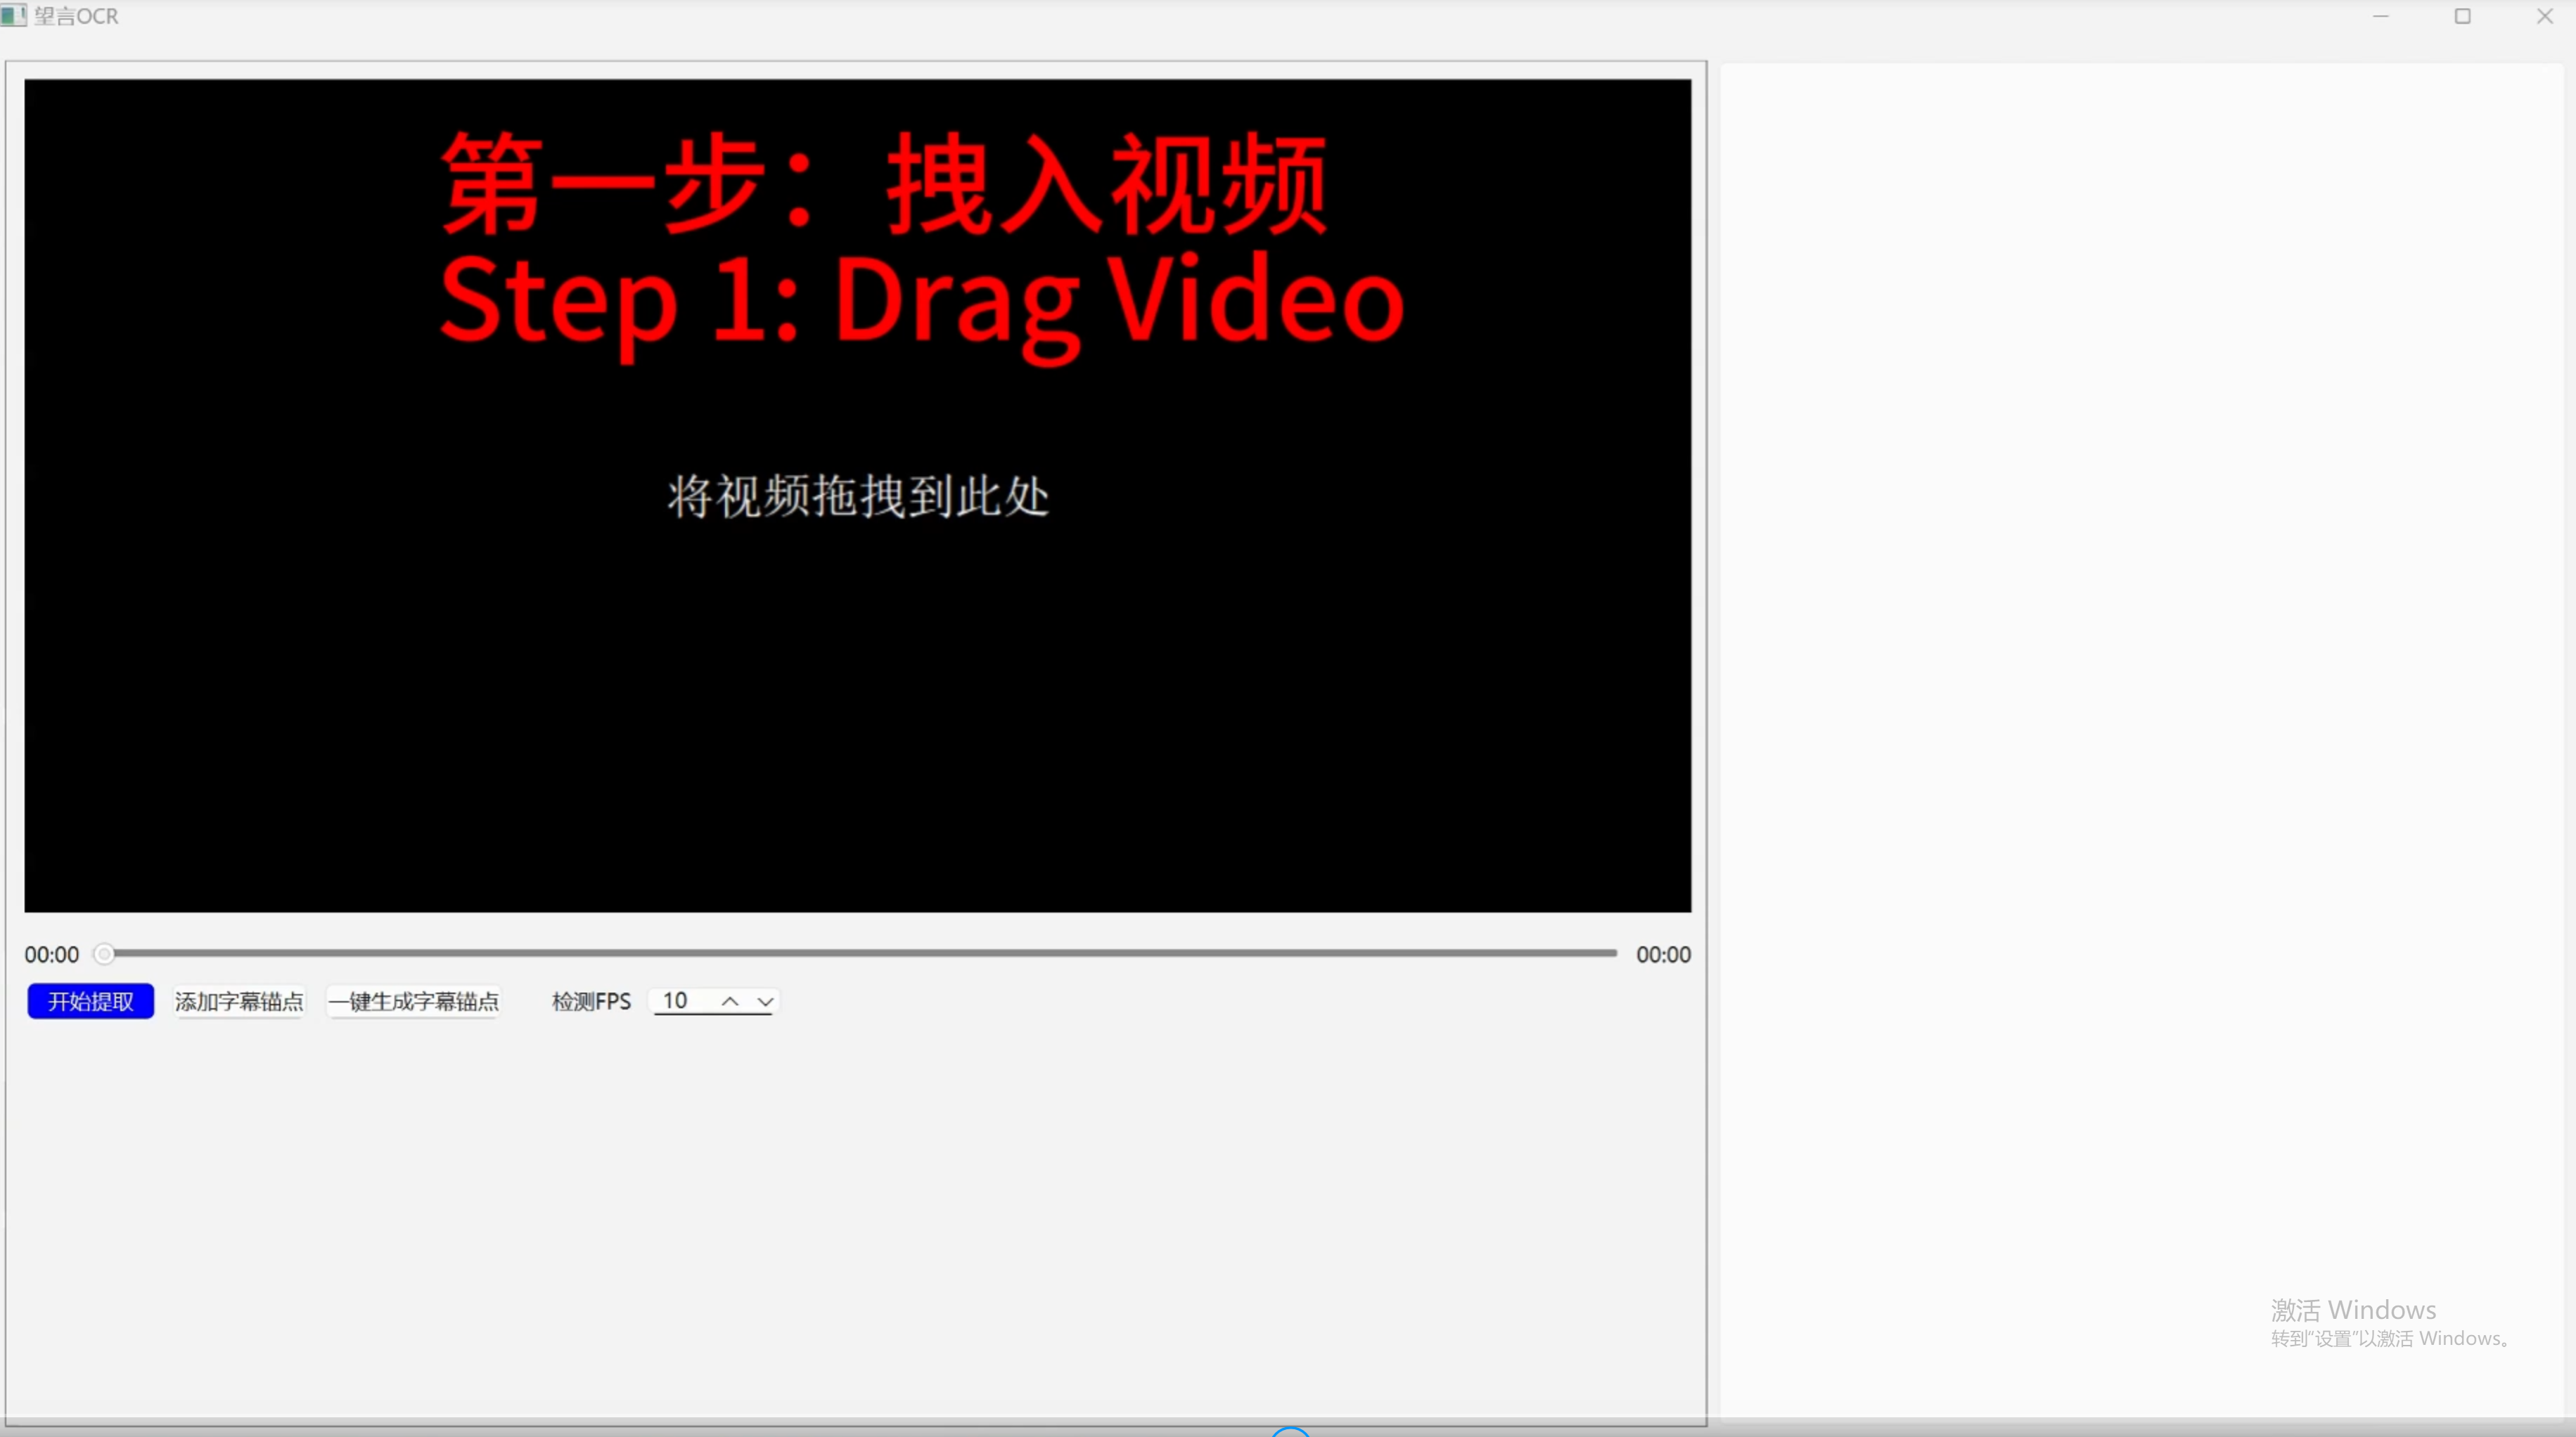 望言OCR
第一步：拽入视频
Step 1: Drag Video
将视频拖拽到此处
00:00
00:00
开始提取 添加字幕锚点 一键生成字幕锚点 检测FPS 10
激活 Windows
转到“设置”以激活 Windows。